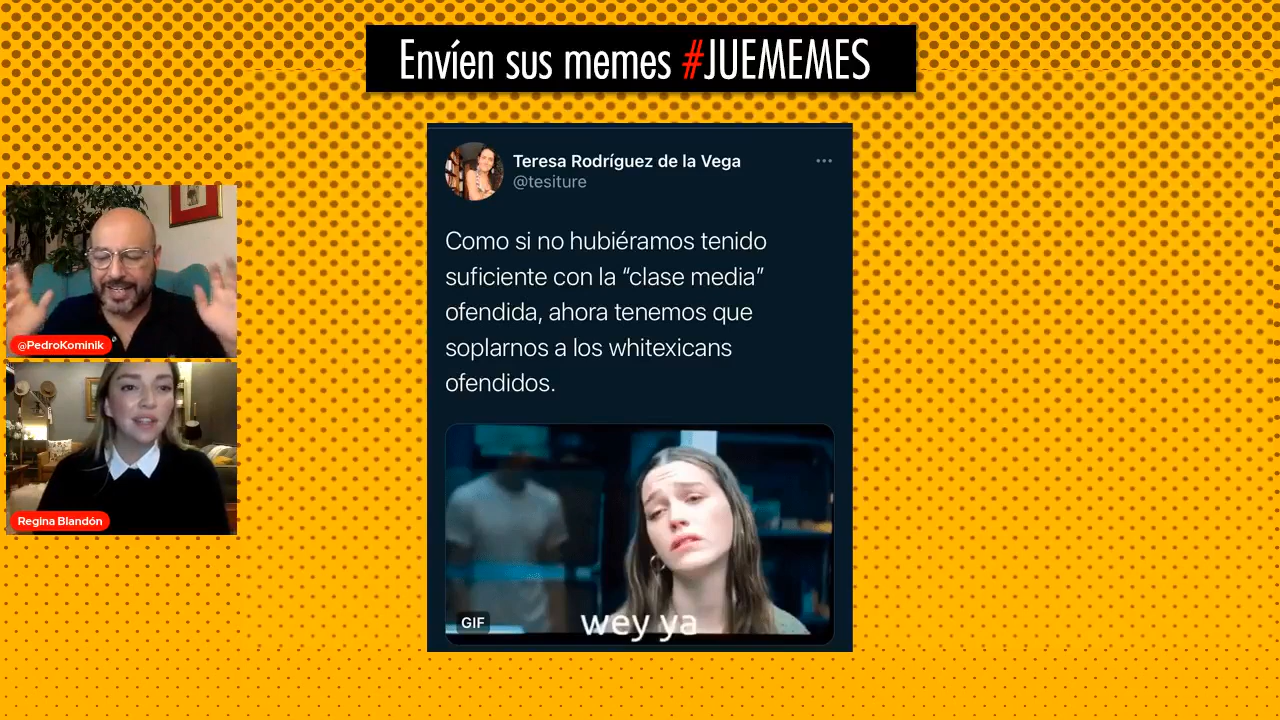 Envíen sus memes #JUEMEMES
Teresa Rodríguez de la Vega
@tesiture
Como si no hubiéramos tenido
suficiente con la “clase media”
ofendida, ahora tenemos que
soplarnos a los whitexicans
ofendidos.
GIF
wey ya
@PedroKominik
Regina Blandón